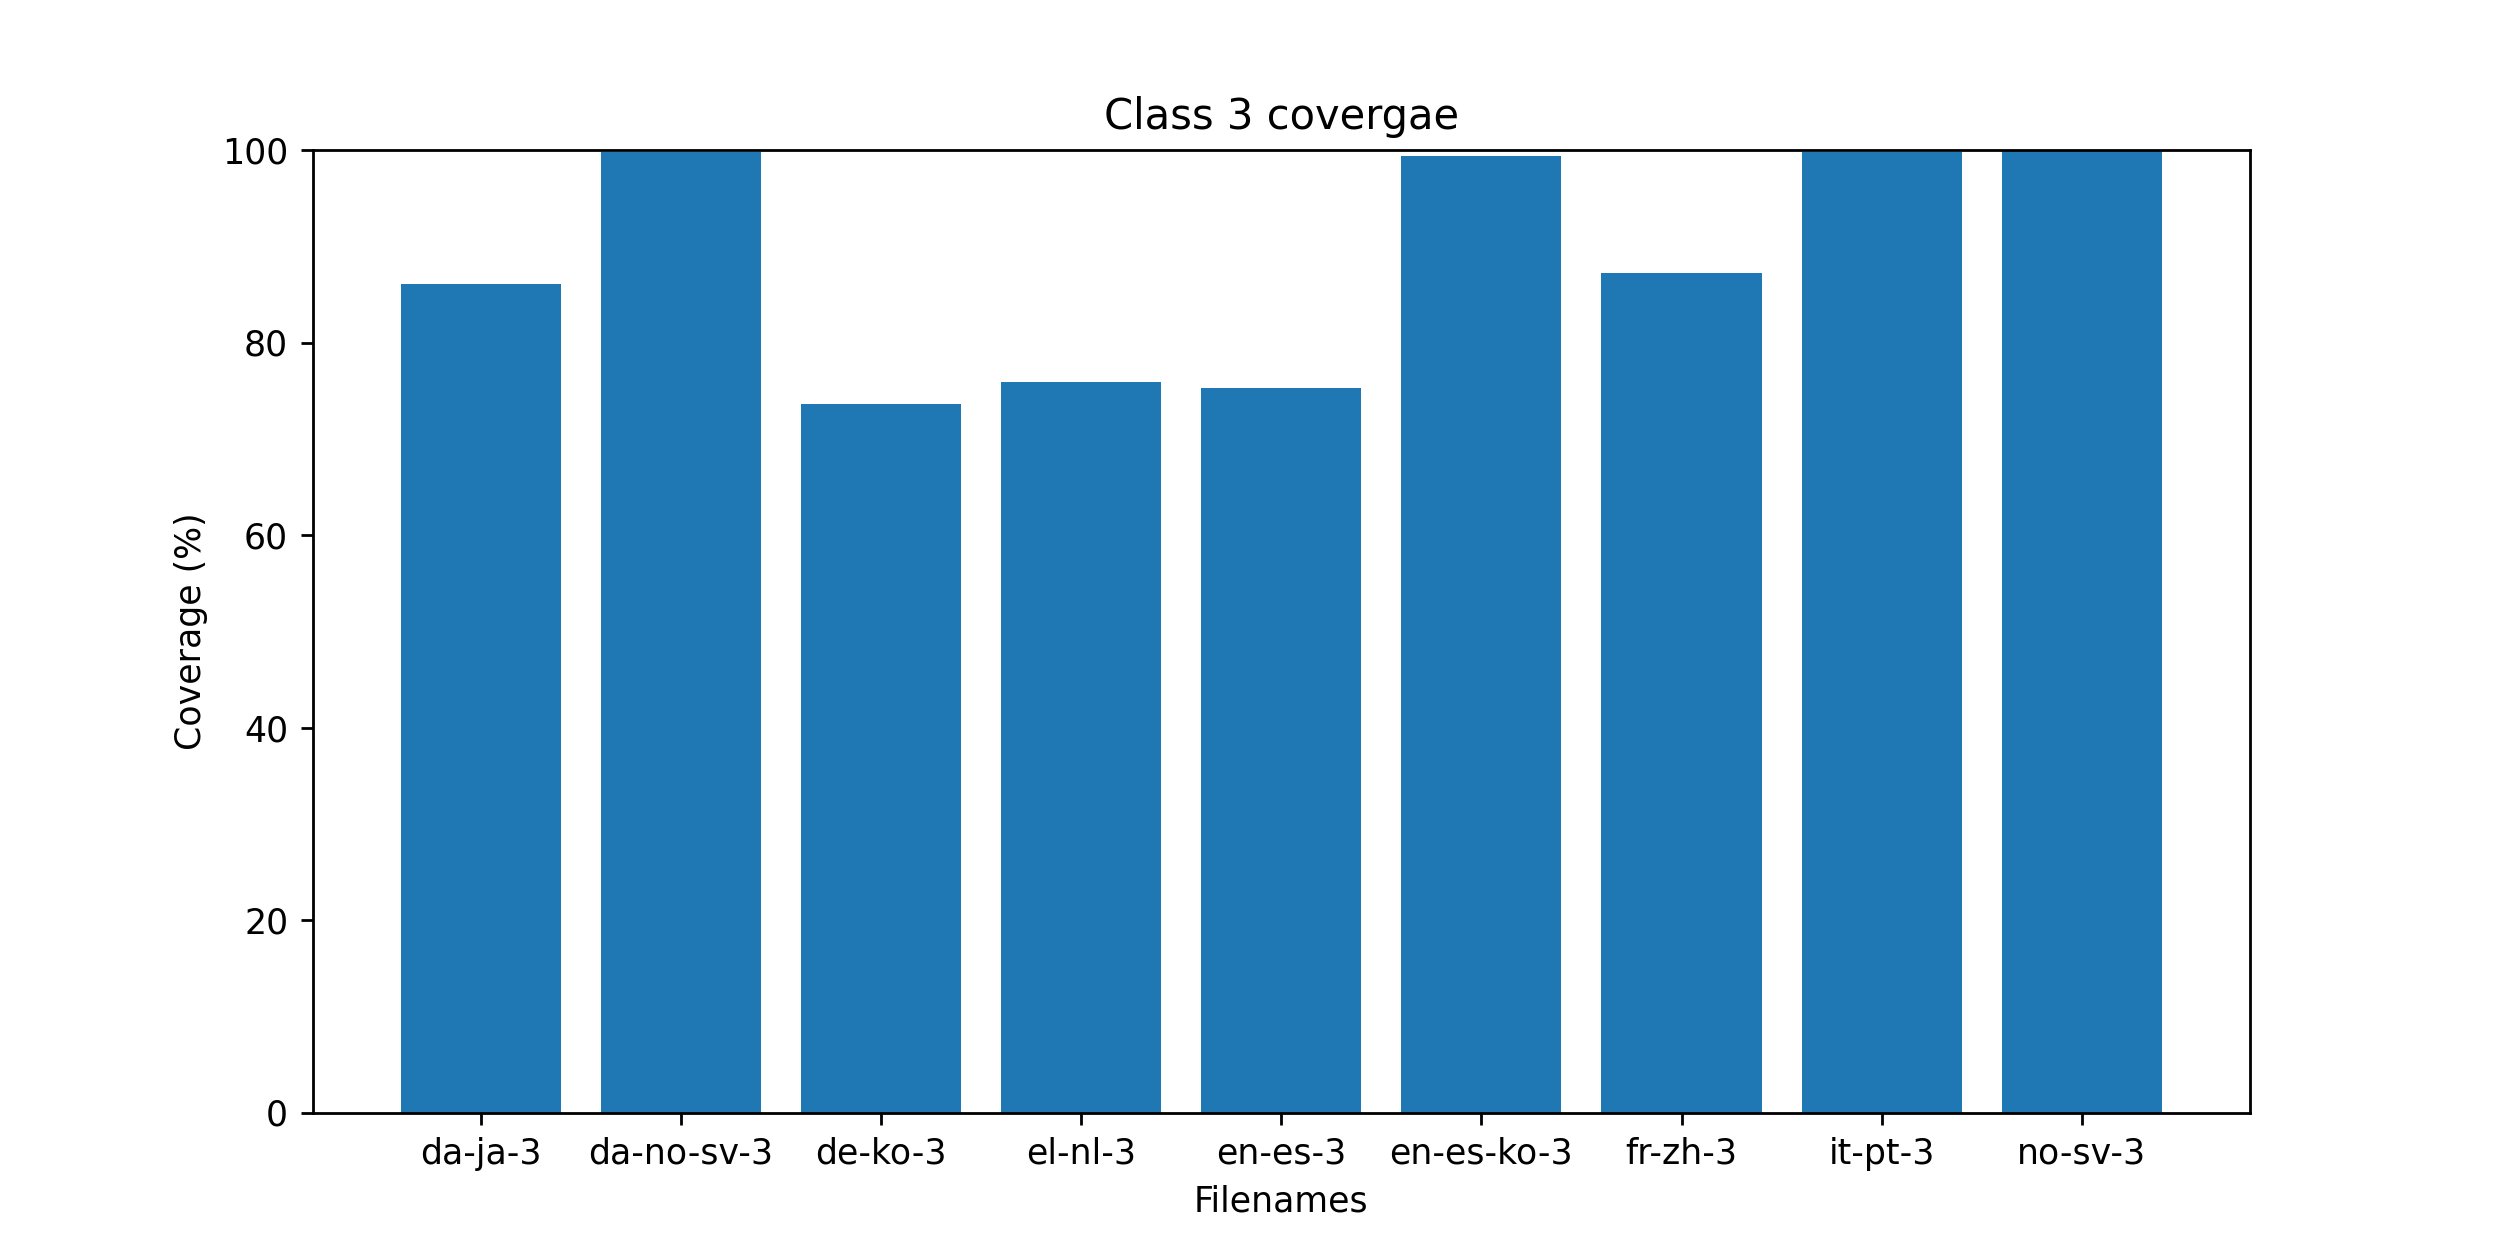 Class 3 covergae
100
80
60
40
20
0
Coverage (%)
da-ja-3 da-no-sv-3 de-ko-3 el-nl-3 en-es-3 en-es-ko-3 fr-zh-3 it-pt-3 no-sv-3
Filenames